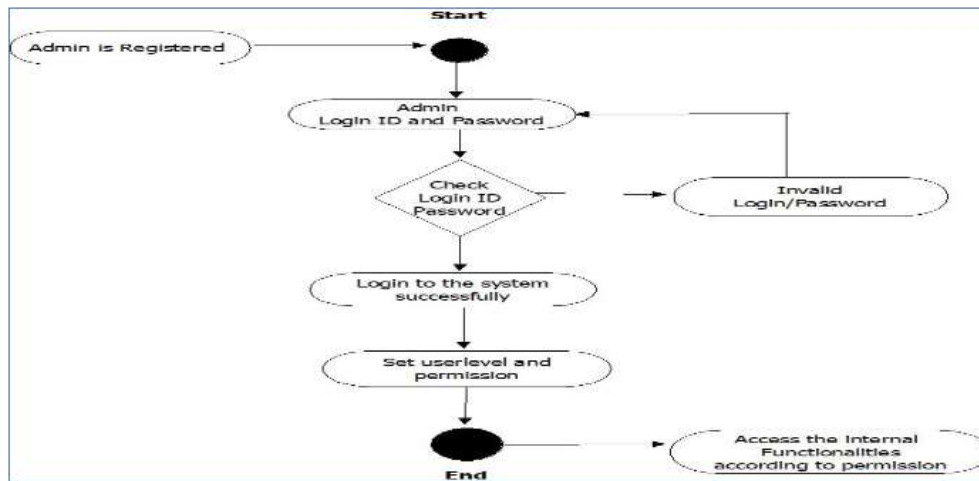 Start
Admin is Registered
Admin
Login ID and Password
Check
Login ID
Password
Invalid
Login/Password
Login to the system
successfully
Set userlevel and
permission
End
Access the Internal
Functionalities
according to permission